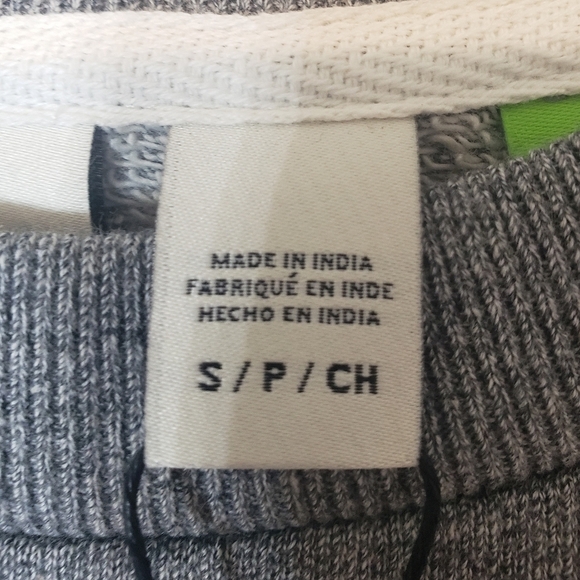 MADE IN INDIA
FABRIQUÉ EN INDE
HECHO EN INDIA
S / P / CH